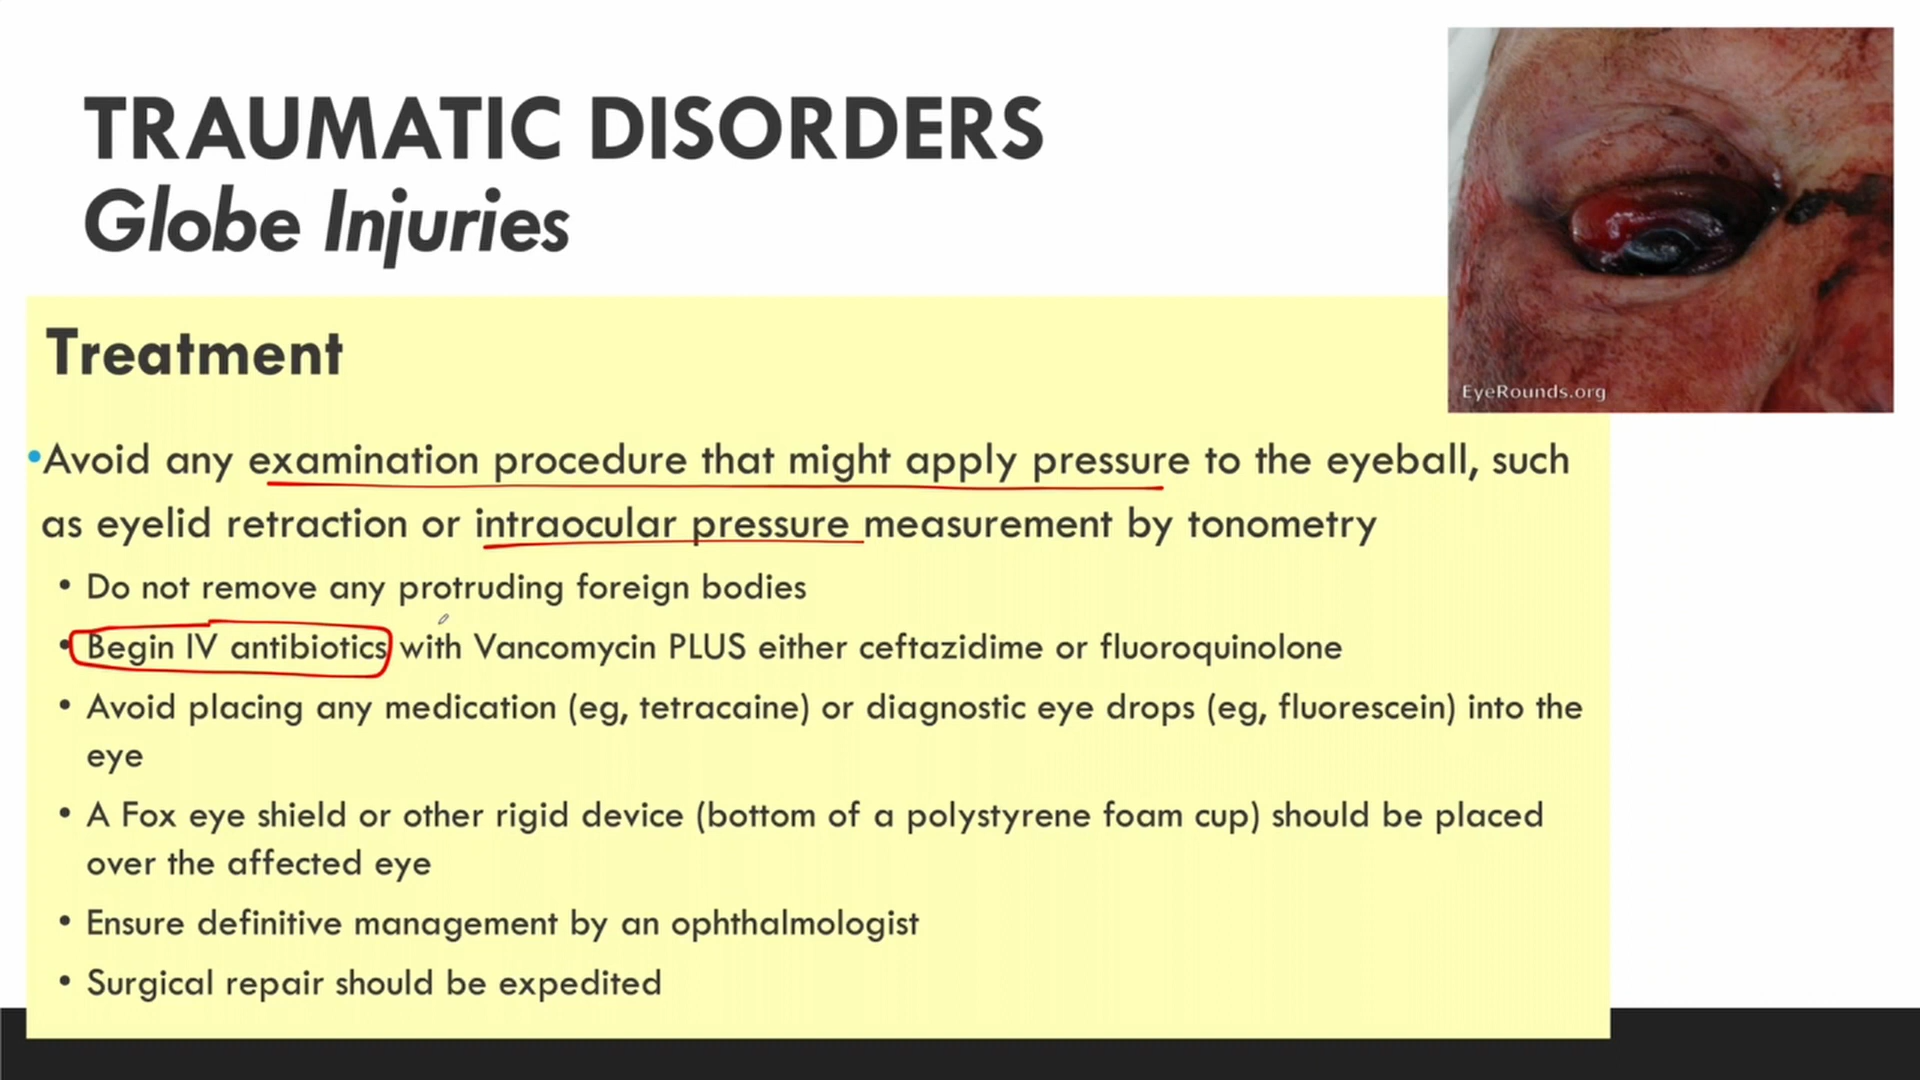 TRAUMATIC DISORDERS
Globe Injuries
EyeRounds.org
Treatment
•Avoid any examination procedure that might apply pressure to the eyeball, such
as eyelid retraction or intraocular pressure measurement by tonometry
• Do not remove any protruding foreign bodies
• Begin IV antibiotics with Vancomycin PLUS either ceftazidime or fluoroquinolone
• Avoid placing any medication (eg, tetracaine) or diagnostic eye drops (eg, fluorescein) into the
eye
• A Fox eye shield or other rigid device (bottom of a polystyrene foam cup) should be placed
over the affected eye
• Ensure definitive management by an ophthalmologist
• Surgical repair should be expedited